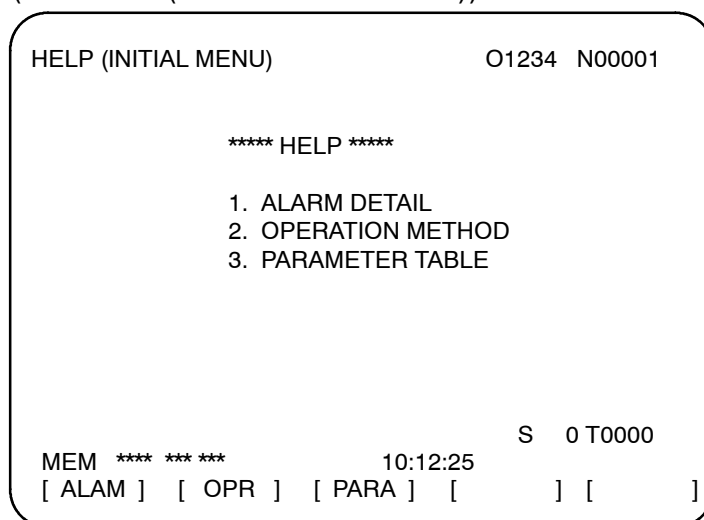 HELP (INITIAL MENU) O1234 N00001
***** HELP *****
1. ALARM DETAIL
2. OPERATION METHOD
3. PARAMETER TABLE
S 0 T0000
MEM **** *** *** 10:12:25
[ ALAM ] [ OPR ] [ PARA ] [ ] [ ]